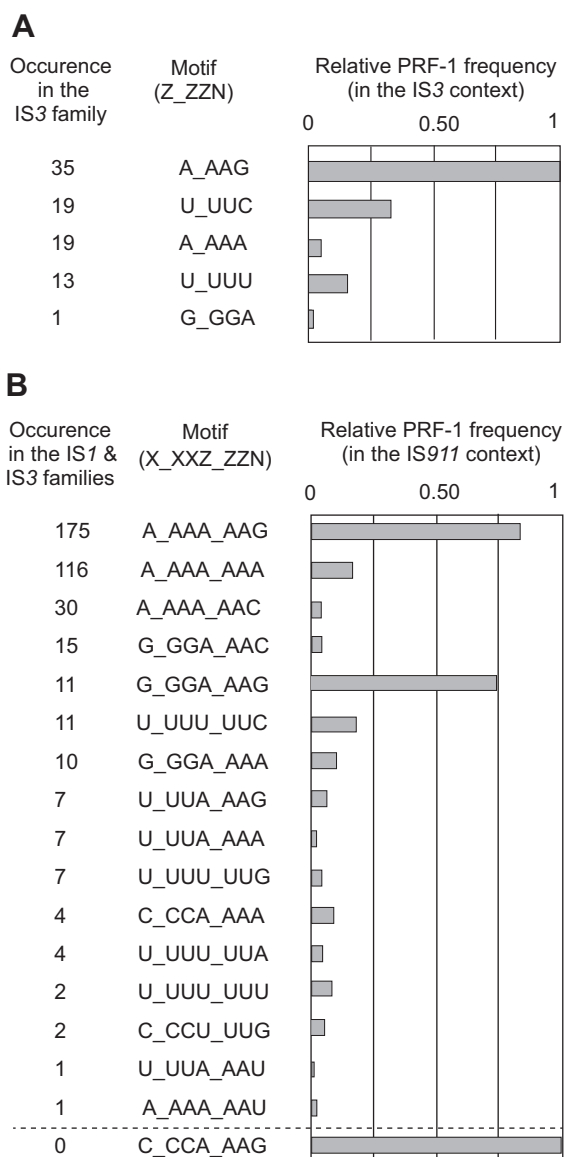 A
Occurence in the IS3 family
Motif (Z_ZZN)
Relative PRF-1 frequency (in the IS3 context)
0 0.50 1
35 A_AAG
19 U_UUC
19 A_AAA
13 U_UUU
1 G_GGA
B
Occurence in the IS1 & IS3 families
Motif (X_XXZ_ZZN)
Relative PRF-1 frequency (in the IS911 context)
0 0.50 1
175 A_AAA_AAG
116 A_AAA_AAA
30 A_AAA_AAC
15 G_GGA_AAC
11 G_GGA_AAG
11 U_UUU_UUC
10 G_GGA_AAA
7 U_UUA_AAG
7 U_UUA_AAA
7 U_UUU_UUG
4 C_CCA_AAA
4 U_UUU_UUA
2 U_UUU_UUU
2 C_CCU_UUG
1 U_UUA_AAU
1 A_AAA_AAU
0 C_CCA_AAG